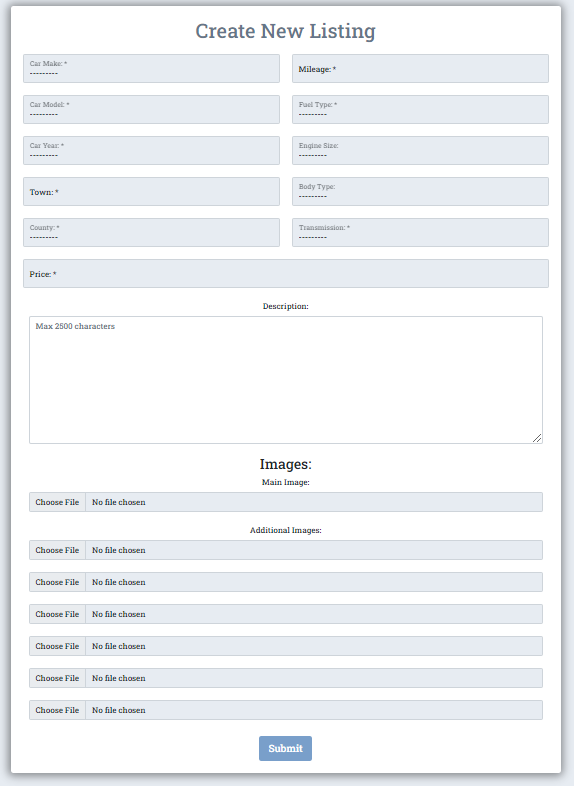 Create New Listing
Car Make: *
---------
Mileage: *
Car Model: *
---------
Fuel Type: *
---------
Car Year: *
---------
Engine Size:
---------
Town: *
Body Type:
---------
County: *
---------
Transmission: *
---------
Price: *
Description:
Max 2500 characters
Images:
Main Image:
Choose File No file chosen
Additional Images:
Choose File No file chosen
Choose File No file chosen
Choose File No file chosen
Choose File No file chosen
Choose File No file chosen
Choose File No file chosen
Submit